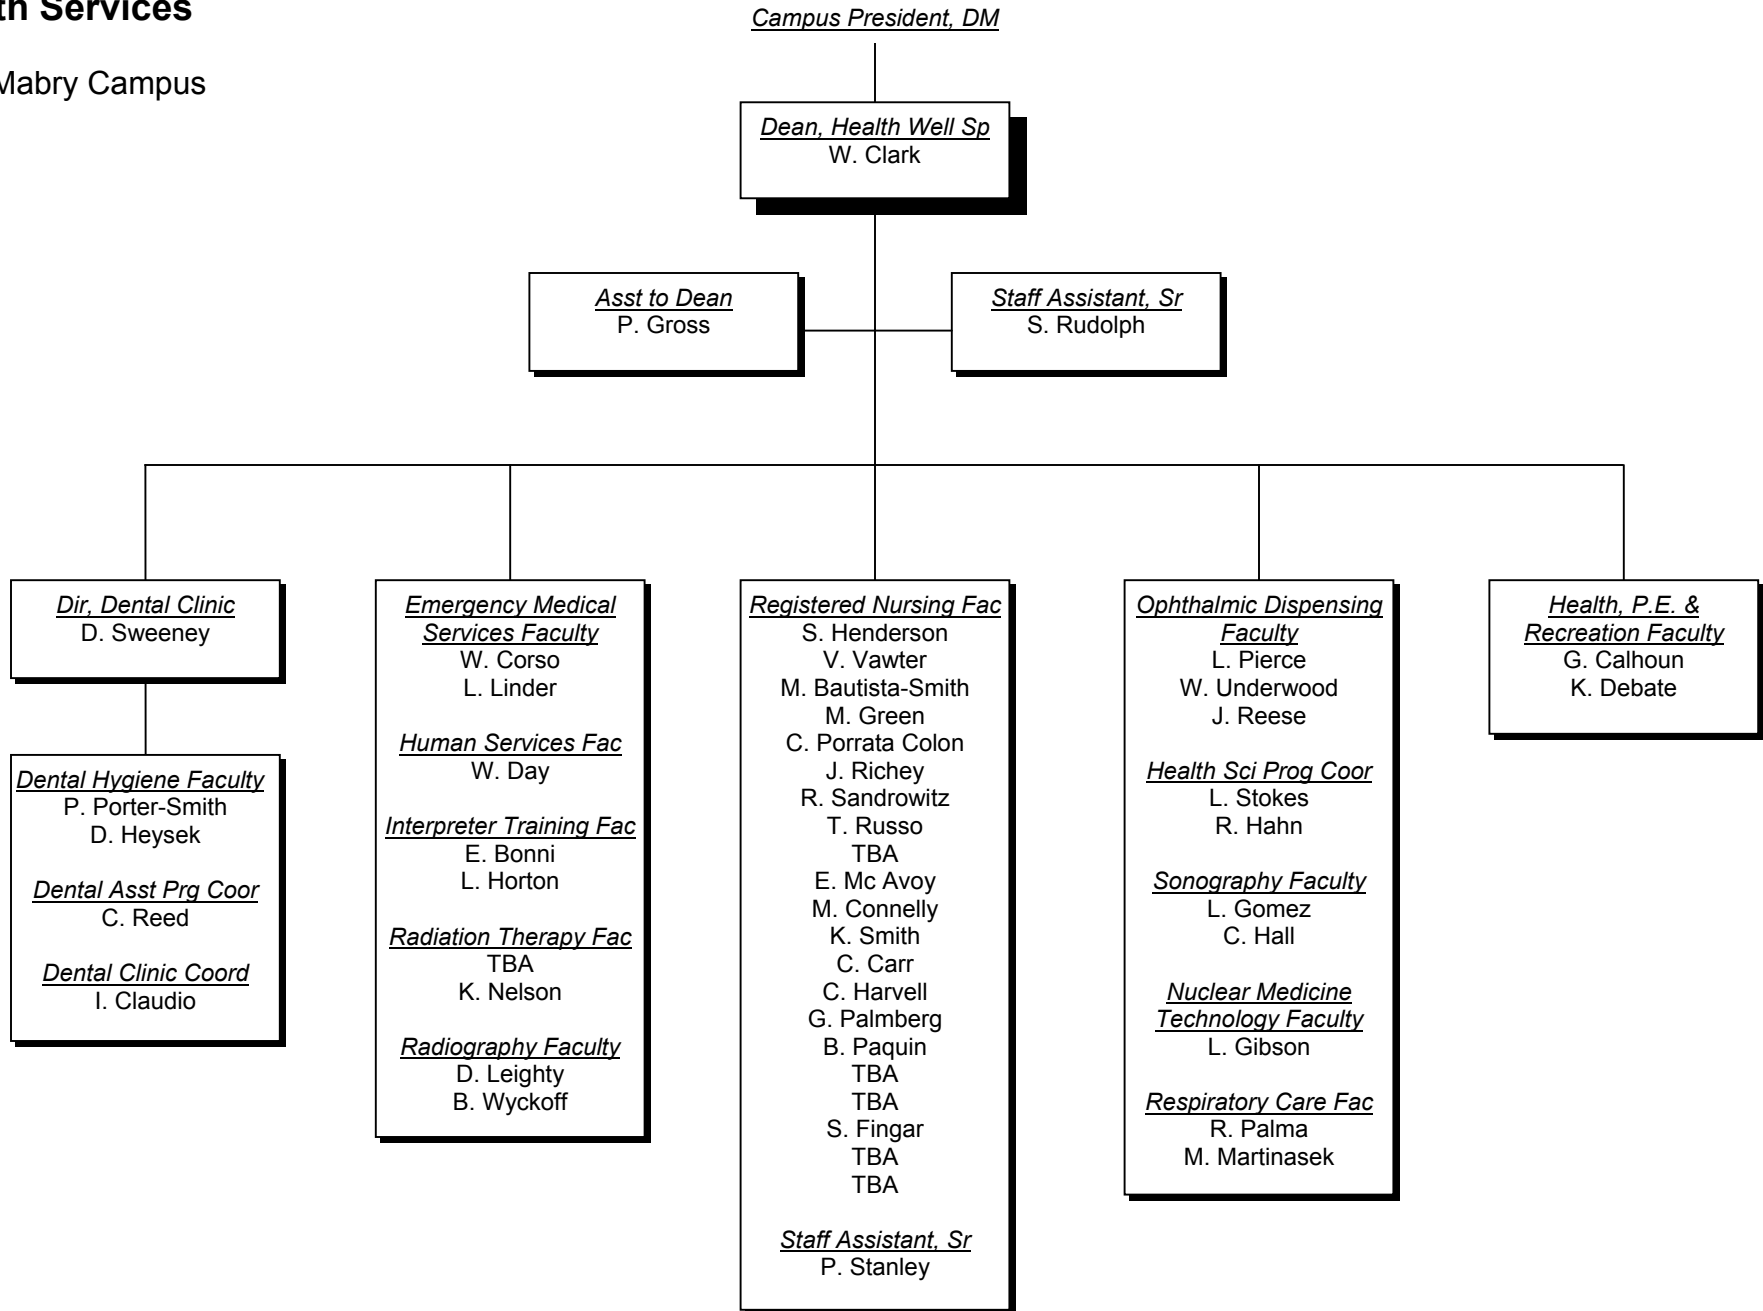 Services
Mabry Campus
Campus President, DM
Dean, Health Well Sp
W. Clark
Asst to Dean
P. Gross
Staff Assistant, Sr
S. Rudolph
Dir, Dental Clinic
D. Sweeney
Dental Hygiene Faculty
P. Porter-Smith
D. Heysek
Dental Asst Prg Coor
C. Reed
Dental Clinic Coord
I. Claudio
Emergency Medical
Services Faculty
W. Corso
L. Linder
Human Services Fac
W. Day
Interpreter Training Fac
E. Bonni
L. Horton
Radiation Therapy Fac
TBA
K. Nelson
Radiography Faculty
D. Leighty
B. Wyckoff
Registered Nursing Fac
S. Henderson
V. Vawter
M. Bautista-Smith
M. Green
C. Porrata Colon
J. Richey
R. Sandrowitz
T. Russo
TBA
E. Mc Avoy
M. Connelly
K. Smith
C. Carr
C. Harvell
G. Palmberg
B. Paquin
TBA
TBA
S. Fingar
TBA
TBA
Staff Assistant, Sr
P. Stanley
Ophthalmic Dispensing
Faculty
L. Pierce
W. Underwood
J. Reese
Health Sci Prog Coor
L. Stokes
R. Hahn
Sonography Faculty
L. Gomez
C. Hall
Nuclear Medicine
Technology Faculty
L. Gibson
Respiratory Care Fac
R. Palma
M. Martinasek
Health, P.E. &
Recreation Faculty
G. Calhoun
K. Debate